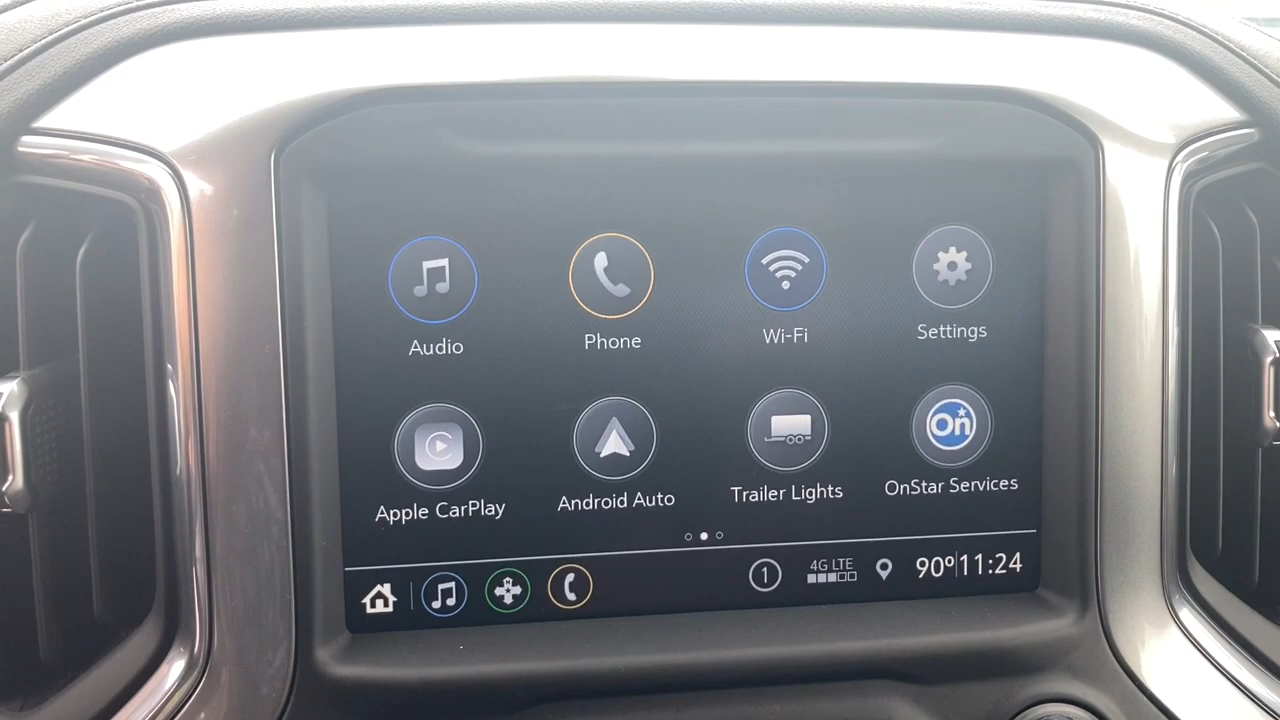 Audio
Phone
Wi-Fi
Settings
Apple CarPlay
Android Auto
Trailer Lights
On
OnStar Services
N
1
4G LTE
90°
11:24